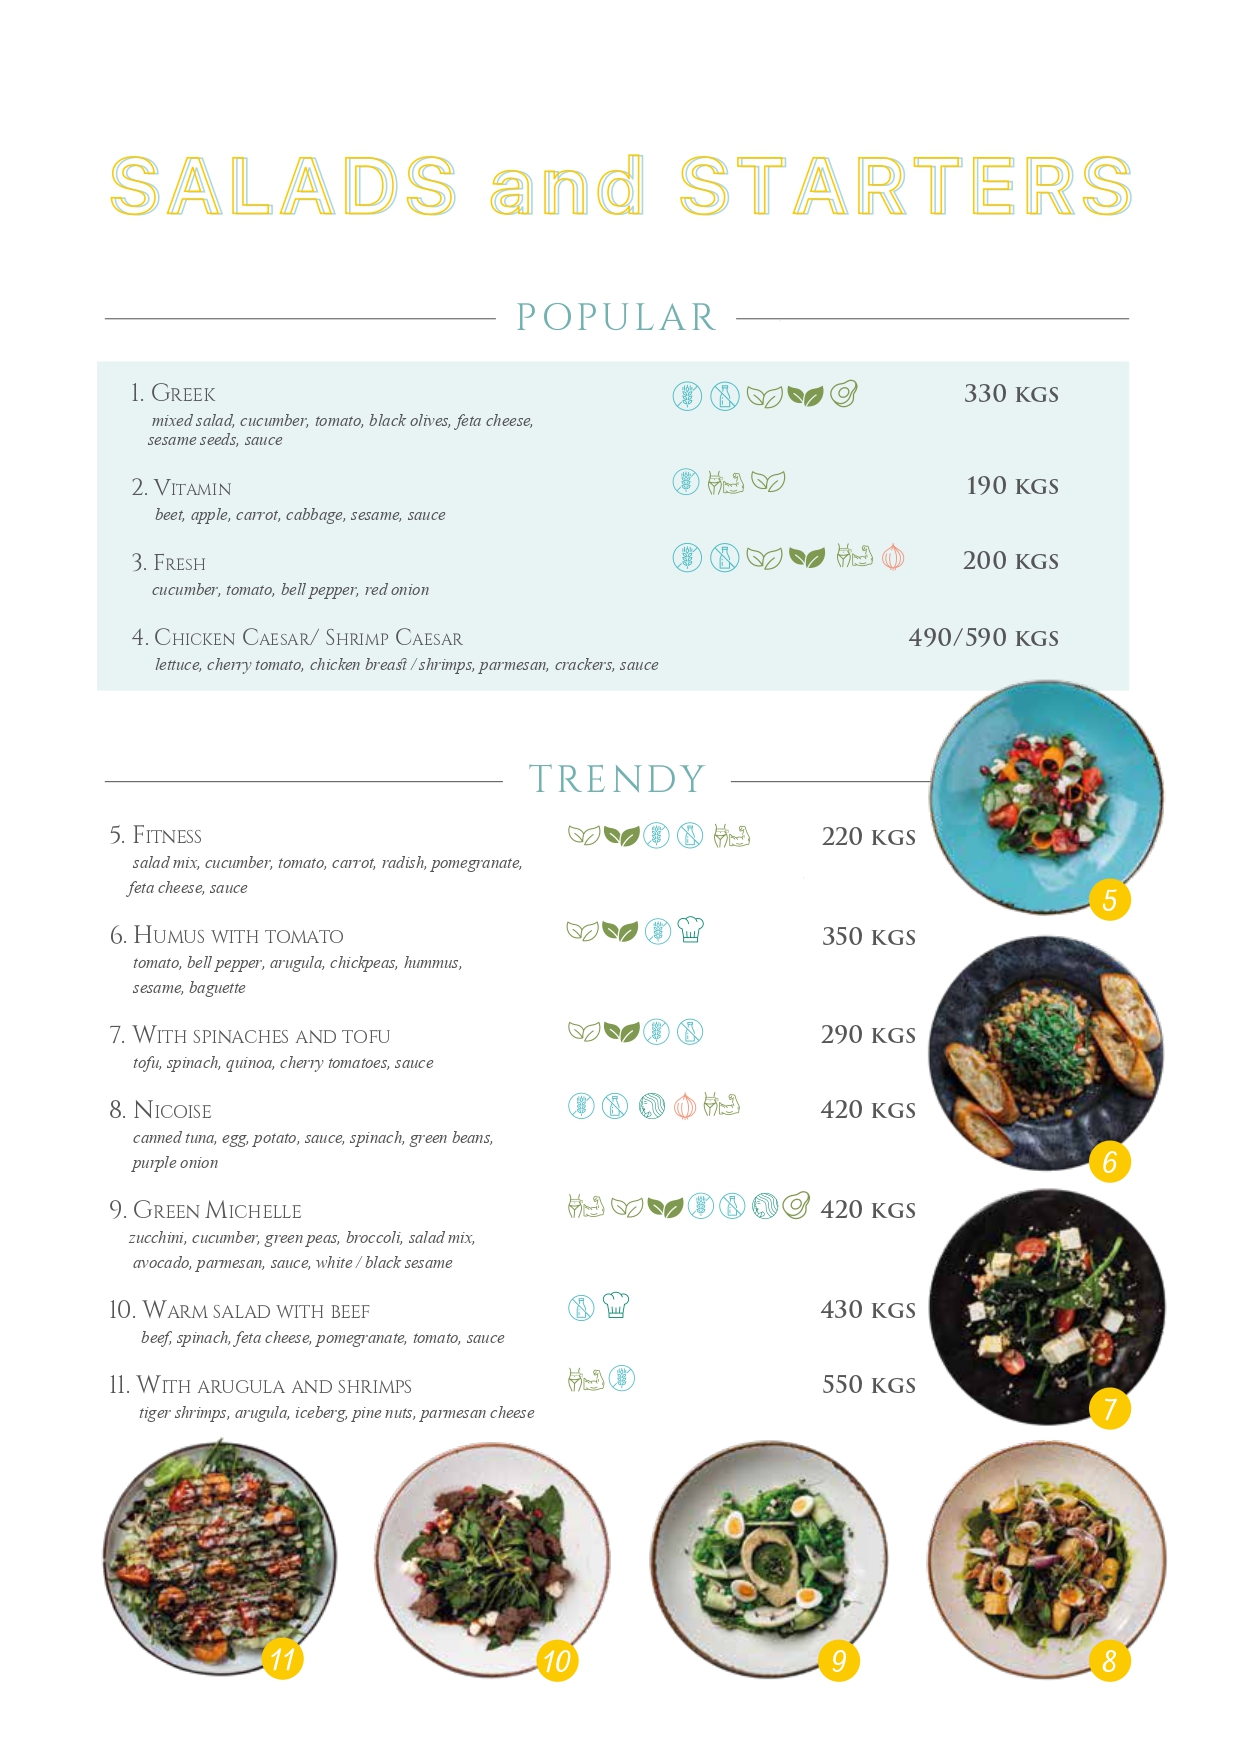 SALADS and STARTERS
POPULAR
1. Greek 330 KGS
mixed salad, cucumber, tomato, black olives, feta cheese,
sesame seeds, sauce
2. Vitamin 190 KGS
beet, apple, carrot, cabbage, sesame, sauce
3. Fresh 200 KGS
cucumber, tomato, bell pepper, red onion
4. Chicken Caesar/ Shrimp Caesar 490/590 KGS
lettuce, cherry tomato, chicken breast / shrimps, parmesan, crackers, sauce
TRENDY
5. Fitness 220 KGS
salad mix, cucumber, tomato, carrot, radish, pomegranate,
feta cheese, sauce
5
6. Humus with tomato 350 KGS
tomato, bell pepper, arugula, chickpeas, hummus,
sesame, baguette
7. With spinaches and tofu 290 KGS
tofu, spinach, quinoa, cherry tomatoes, sauce
8. Nicoise 420 KGS
canned tuna, egg, potato, sauce, spinach, green beans,
purple onion
6
9. Green Michelle 420 KGS
zucchini, cucumber, green peas, broccoli, salad mix,
avocado, parmesan, sauce, white / black sesame
10. Warm salad with beef 430 KGS
beef, spinach, feta cheese, pomegranate, tomato, sauce
11. With arugula and shrimps 550 KGS
tiger shrimps, arugula, iceberg, pine nuts, parmesan cheese
7
11 10 9 8